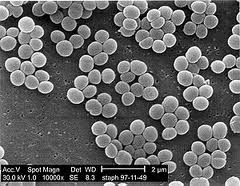 Acc.V Spot Magn Det WD 2 µm
30.0 kV 1.0 10000x SE 8.3 staph 97-11-49